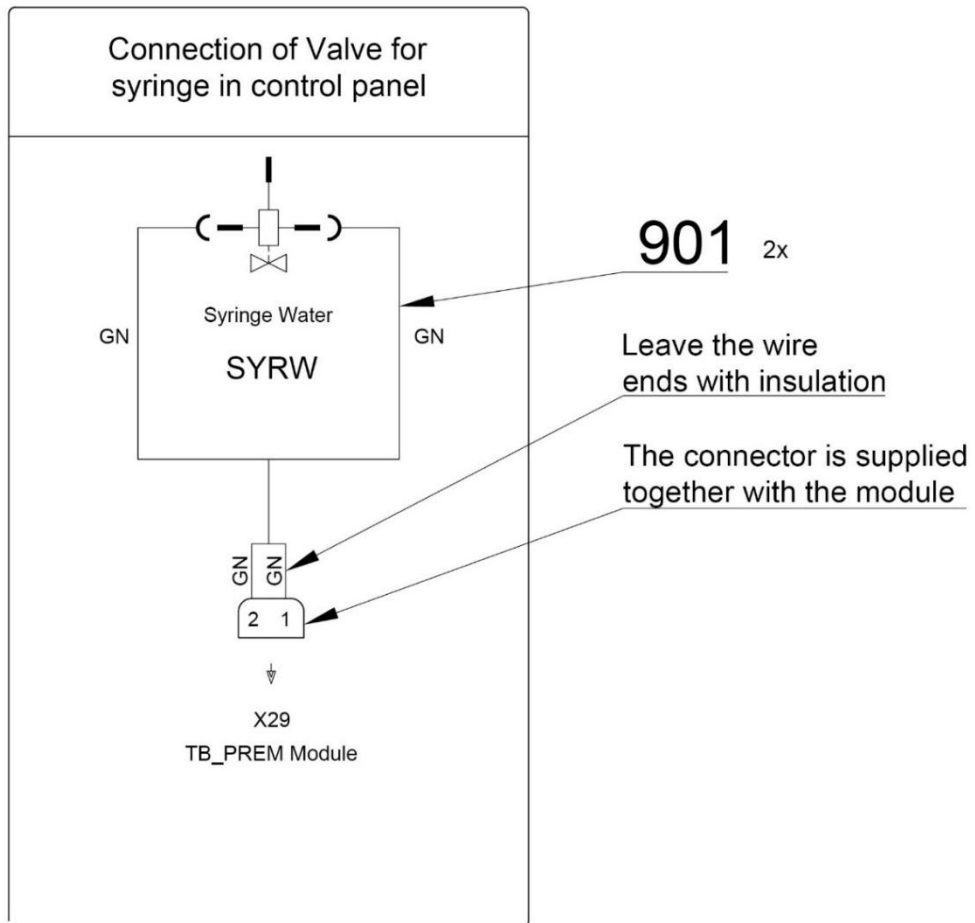 Connection of Valve for
syringe in control panel
901 2x
Syringe Water
GN
GN
SYRW
Leave the wire
ends with insulation
The connector is supplied
together with the module
GN
GN
2 1
X29
TB_PREM Module